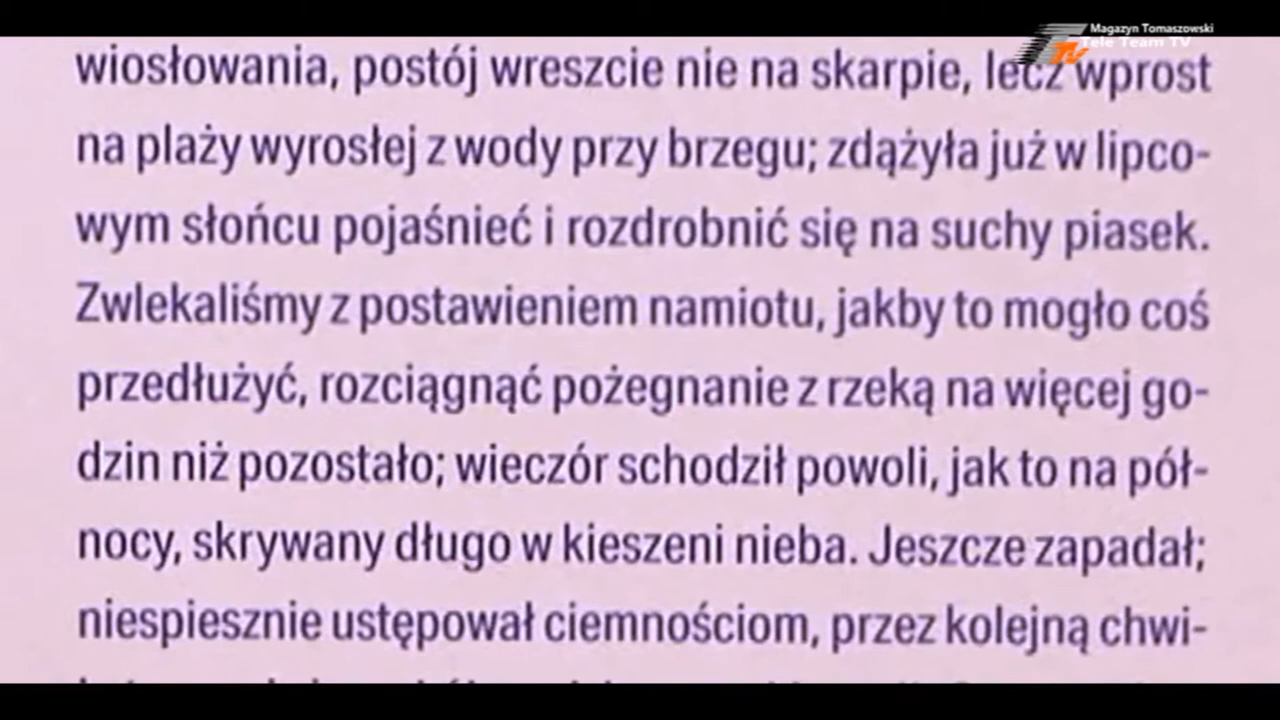 Magazyn Tomaszowski
Tele Team TV
TV
wiosłowania, postój wreszcie nie na skarpie, lecz wprost
na plaży wyrosłej z wody przy brzegu; zdążyła już w lipco-
wym słońcu pojaśnieć i rozdrobnić się na suchy piasek.
Zwlekaliśmy z postawieniem namiotu, jakby to mogło coś
przedłużyć, rozciągnąć pożegnanie z rzeką na więcej go-
dzin niż pozostało; wieczór schodził powoli, jak to na pół-
nocy, skrywany długo w kieszeni nieba. Jeszcze zapadał;
niespiesznie ustępował ciemnościom, przez kolejną chwi-